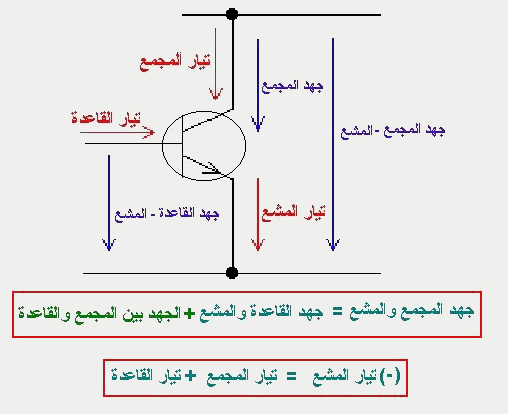 تيار المجمع
جهد المجمع
تيار القاعدة
جهد المجمع - المشع
جهد القاعدة - المشع
تيار المشع
جهد المجمع والمشع = جهد القاعدة والمشع + الجهد بين المجمع والقاعدة
(-) تيار المشع = تيار المجمع + تيار القاعدة